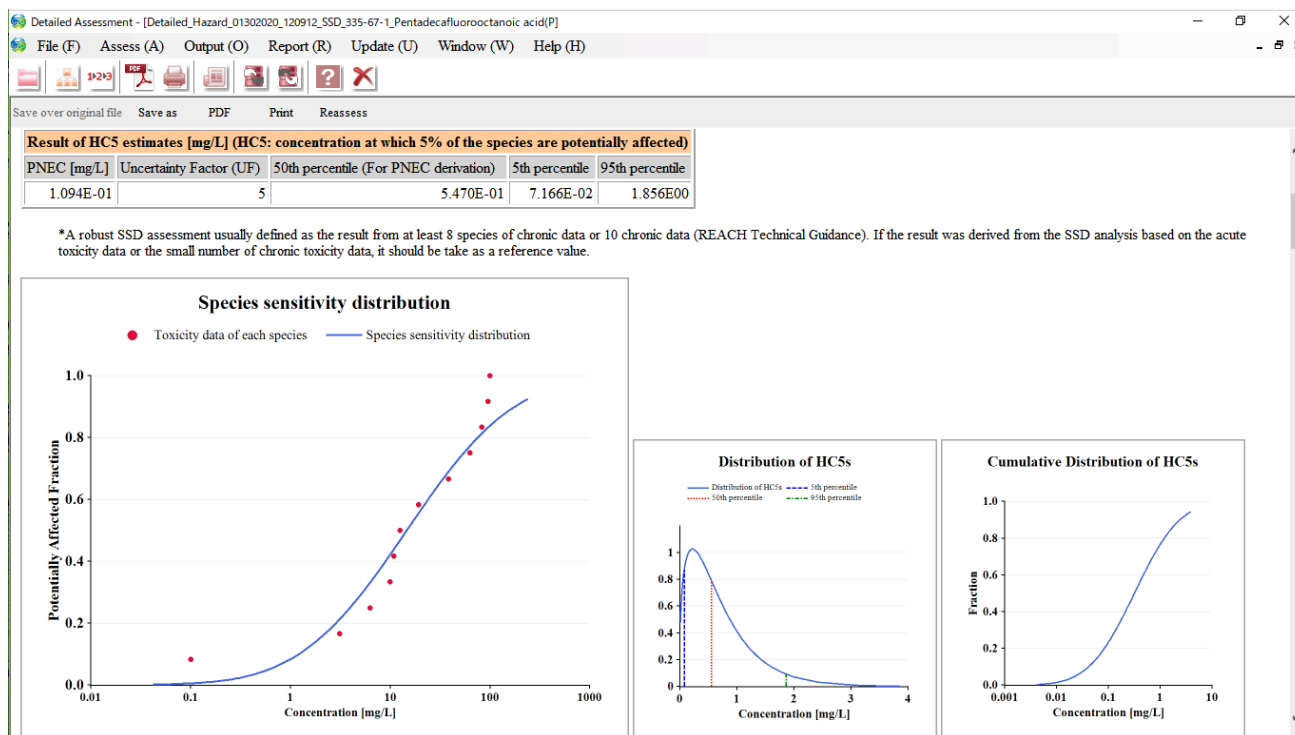 Detailed Assessment - [Detailed_Hazard_01302020_120912_SSD_335-67-1_Pentadecafluorooctanoic acid(P]
File (F) Assess (A) Output (O) Report (R) Update (U) Window (W) Help (H)
1▸2▸3 PDF ?
Save over original file Save as PDF Print Reassess
Result of HC5 estimates [mg/L] (HC5: concentration at which 5% of the species are potentially affected)
PNEC [mg/L] Uncertainty Factor (UF) 50th percentile (For PNEC derivation) 5th percentile 95th percentile
1.094E-01 5 5.470E-01 7.166E-02 1.856E00
*A robust SSD assessment usually defined as the result from at least 8 species of chronic data or 10 chronic data (REACH Technical Guidance). If the result was derived from the SSD analysis based on the acute
toxicity data or the small number of chronic toxicity data, it should be take as a reference value.
Species sensitivity distribution
Toxicity data of each species Species sensitivity distribution
Potentially Affected Fraction
1.0
0.8
0.6
0.4
0.2
0.0
0.01 0.1 1 10 100 1000
Concentration [mg/L]
Distribution of HC5s
Distribution of HC5s 5th percentile
50th percentile 95th percentile
1
0.8
0.6
0.4
0.2
0
0 1 2 3 4
Concentration [mg/L]
Cumulative Distribution of HC5s
Fraction
1.0
0.8
0.6
0.4
0.2
0.0
0.001 0.01 0.1 1 10
Concentration [mg/L]